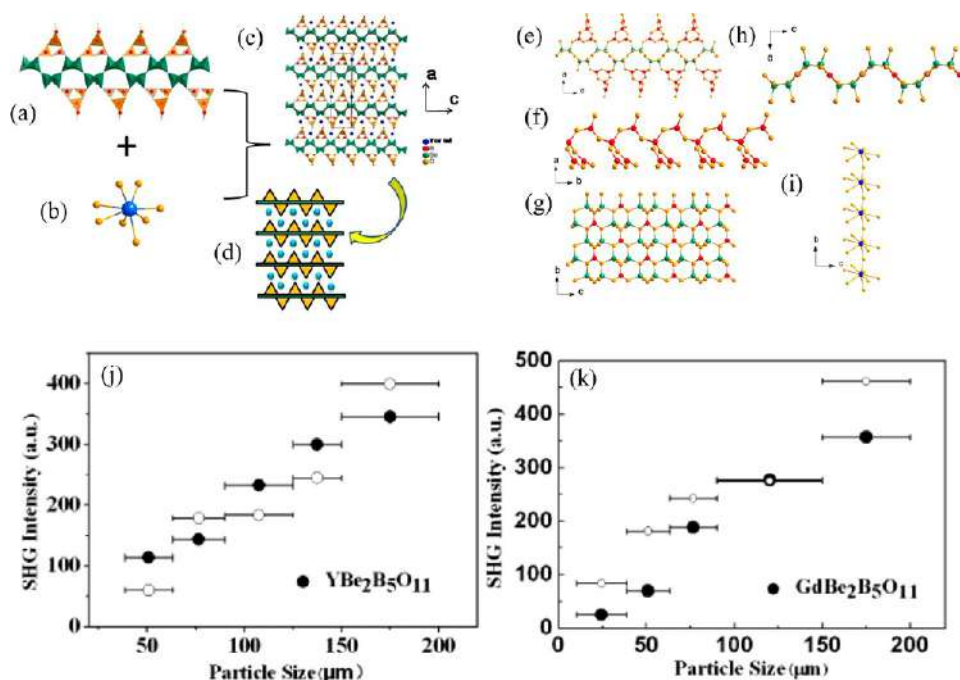 (a)
+
(b)
(c)
a
c
B
Be
O
(d)
(e)
a
c
(f)
a
b
(g)
b
c
(h)
c
a
(i)
b
c
(j)
SHG Intensity (a.u.)
400
300
200
100
0
YBe₂B₅O₁₁
50
100
150
200
Particle Size(μm)
(k)
SHG Intensity (a.u.)
500
400
300
200
100
0
GdBe₂B₅O₁₁
0
50
100
150
200
Particle Size(μm)